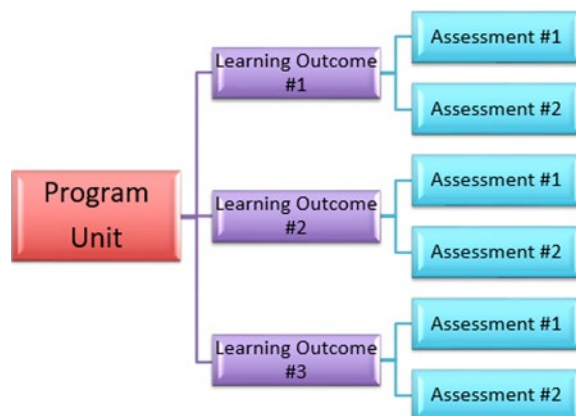 Program
Unit
Learning Outcome
#1
Assessment #1
Assessment #2
Learning Outcome
#2
Assessment #1
Assessment #2
Learning Outcome
#3
Assessment #1
Assessment #2